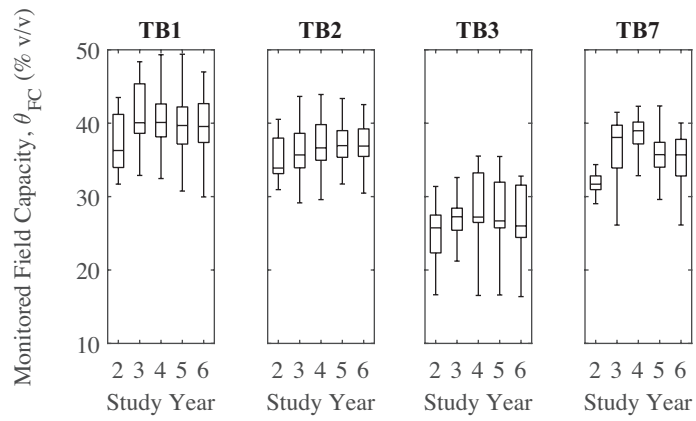 TB1 TB2 TB3 TB7
Monitored Field Capacity, θ_FC (% v/v)
50
40
30
20
10
2 3 4 5 6 2 3 4 5 6 2 3 4 5 6 2 3 4 5 6
Study Year Study Year Study Year Study Year